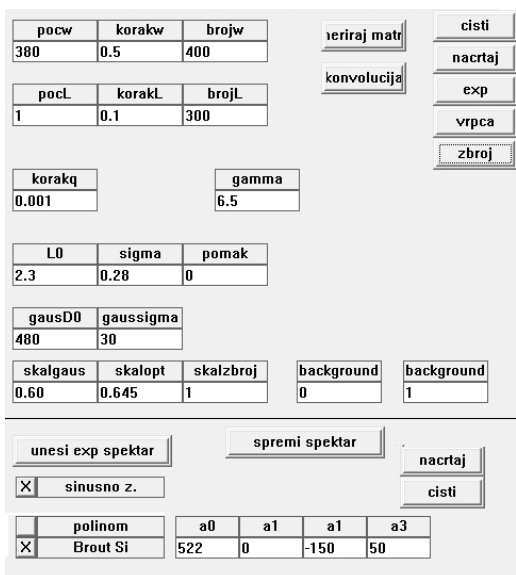 pocw korakw brojw
380 0.5 400
neriraj matr
cisti
nacrtaj
konvolucija
exp
pocL korakL brojL
1 0.1 300
vrpca
zbroj
korakq gamma
0.001 6.5
L0 sigma pomak
2.3 0.28 0
gausD0 gaussigma
480 30
skalgaus skalopt skalzbroj background background
0.60 0.645 1 0 1
unesi exp spektar
spremi spektar
nacrtaj
X sinusno z.
cisti
polinom a0 a1 a1 a3
X Brout Si 522 0 -150 50